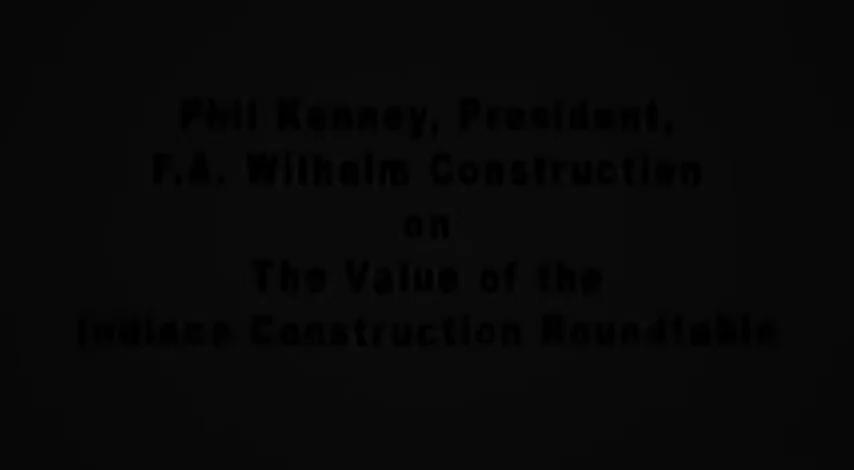 Phil Kenney, President,
F.A. Wilhelm Construction
on
The Value of the
Indiana Construction Roundtable